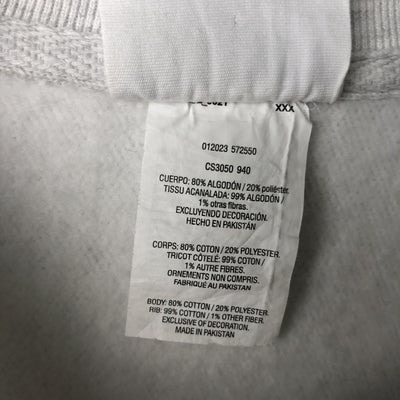 XXX
012023 572550
CS3050 940
CUERPO: 80% ALGODÓN / 20% poliéster.
TISSU ACANALADA: 99% ALGODÓN /
1% otras fibras.
EXCLUYENDO DECORACIÓN.
HECHO EN PAKISTÁN
CORPS: 80% COTON / 20% POLYESTER.
TRICOT CÔTELÉ: 99% COTON /
1% AUTRE FIBRES.
ORNEMENTS NON COMPRIS.
FABRIQUÉ AU PAKISTAN
BODY: 80% COTTON / 20% POLYESTER.
RIB: 99% COTTON / 1% OTHER FIBER.
EXCLUSIVE OF DECORATION.
MADE IN PAKISTAN